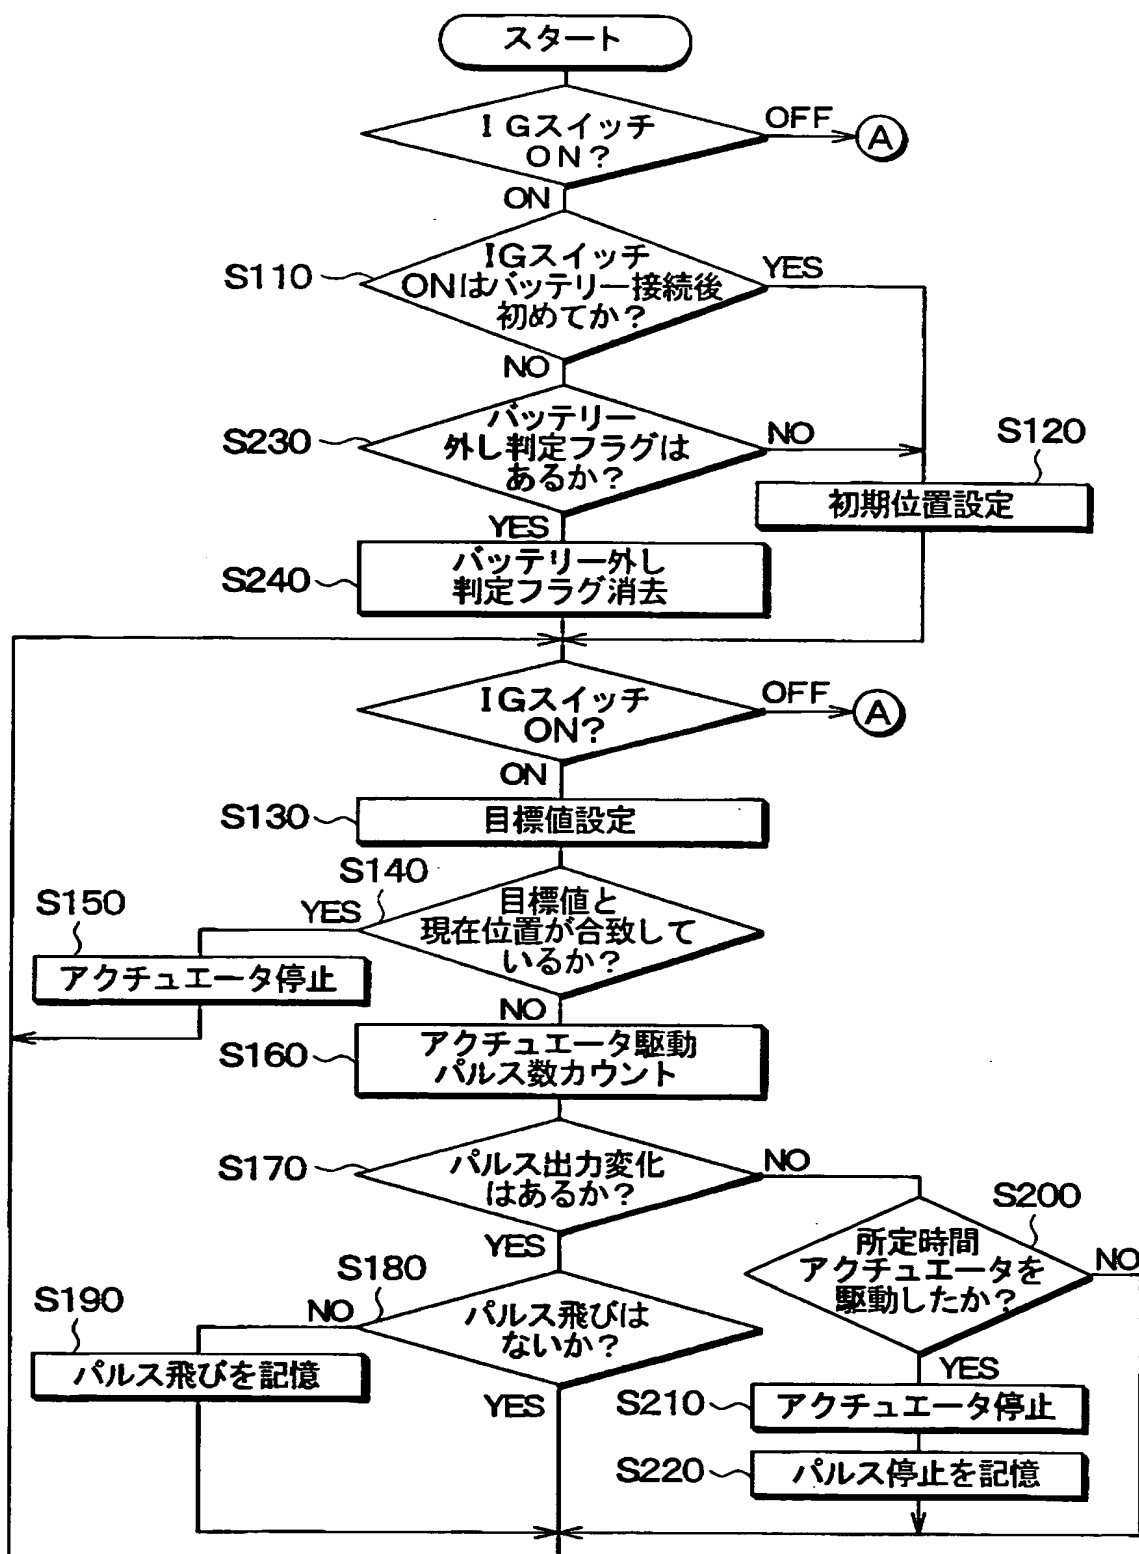 スタート
IGスイッチ
ON?
OFF
A
ON
S110
IGスイッチ
ONはバッテリー接続後
初めてか?
YES
NO
S230
バッテリー
外し判定フラグは
あるか?
NO
S120
初期位置設定
YES
S240
バッテリー外し
判定フラグ消去
IGスイッチ
ON?
OFF
A
ON
S130
目標値設定
S140
目標値と
現在位置が合致して
いるか?
YES
S150
アクチュエータ停止
NO
S160
アクチュエータ駆動
パルス数カウント
S170
パルス出力変化
はあるか?
NO
S200
所定時間
アクチュエータを
駆動したか?
NO
YES
S180
パルス飛びは
ないか?
NO
S190
パルス飛びを記憶
YES
YES
S210
アクチュエータ停止
S220
パルス停止を記憶